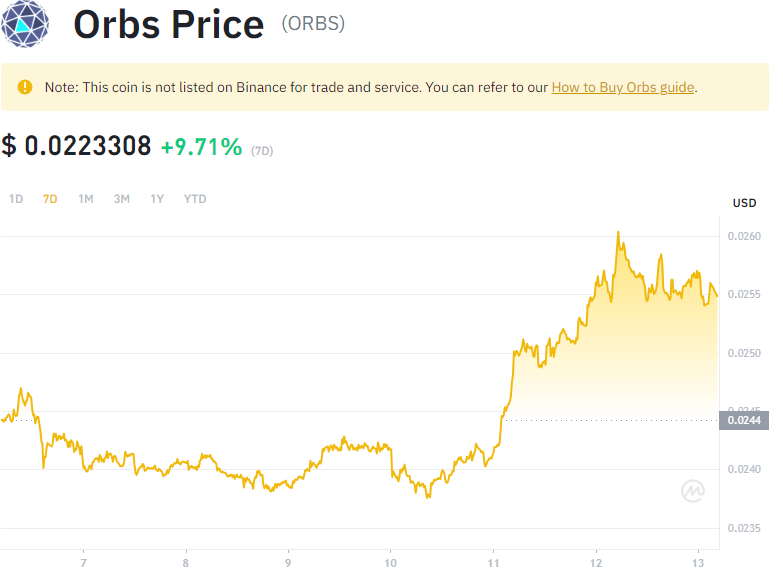 Orbs Price (ORBS)
Note: This coin is not listed on Binance for trade and service. You can refer to our How to Buy Orbs guide.
$ 0.0223308 +9.71% (7D)
1D 7D 1M 3M 1Y YTD
USD
0.0260
0.0255
0.0250
0.0245
0.0244
0.0240
0.0235
7 8 9 10 11 12 13